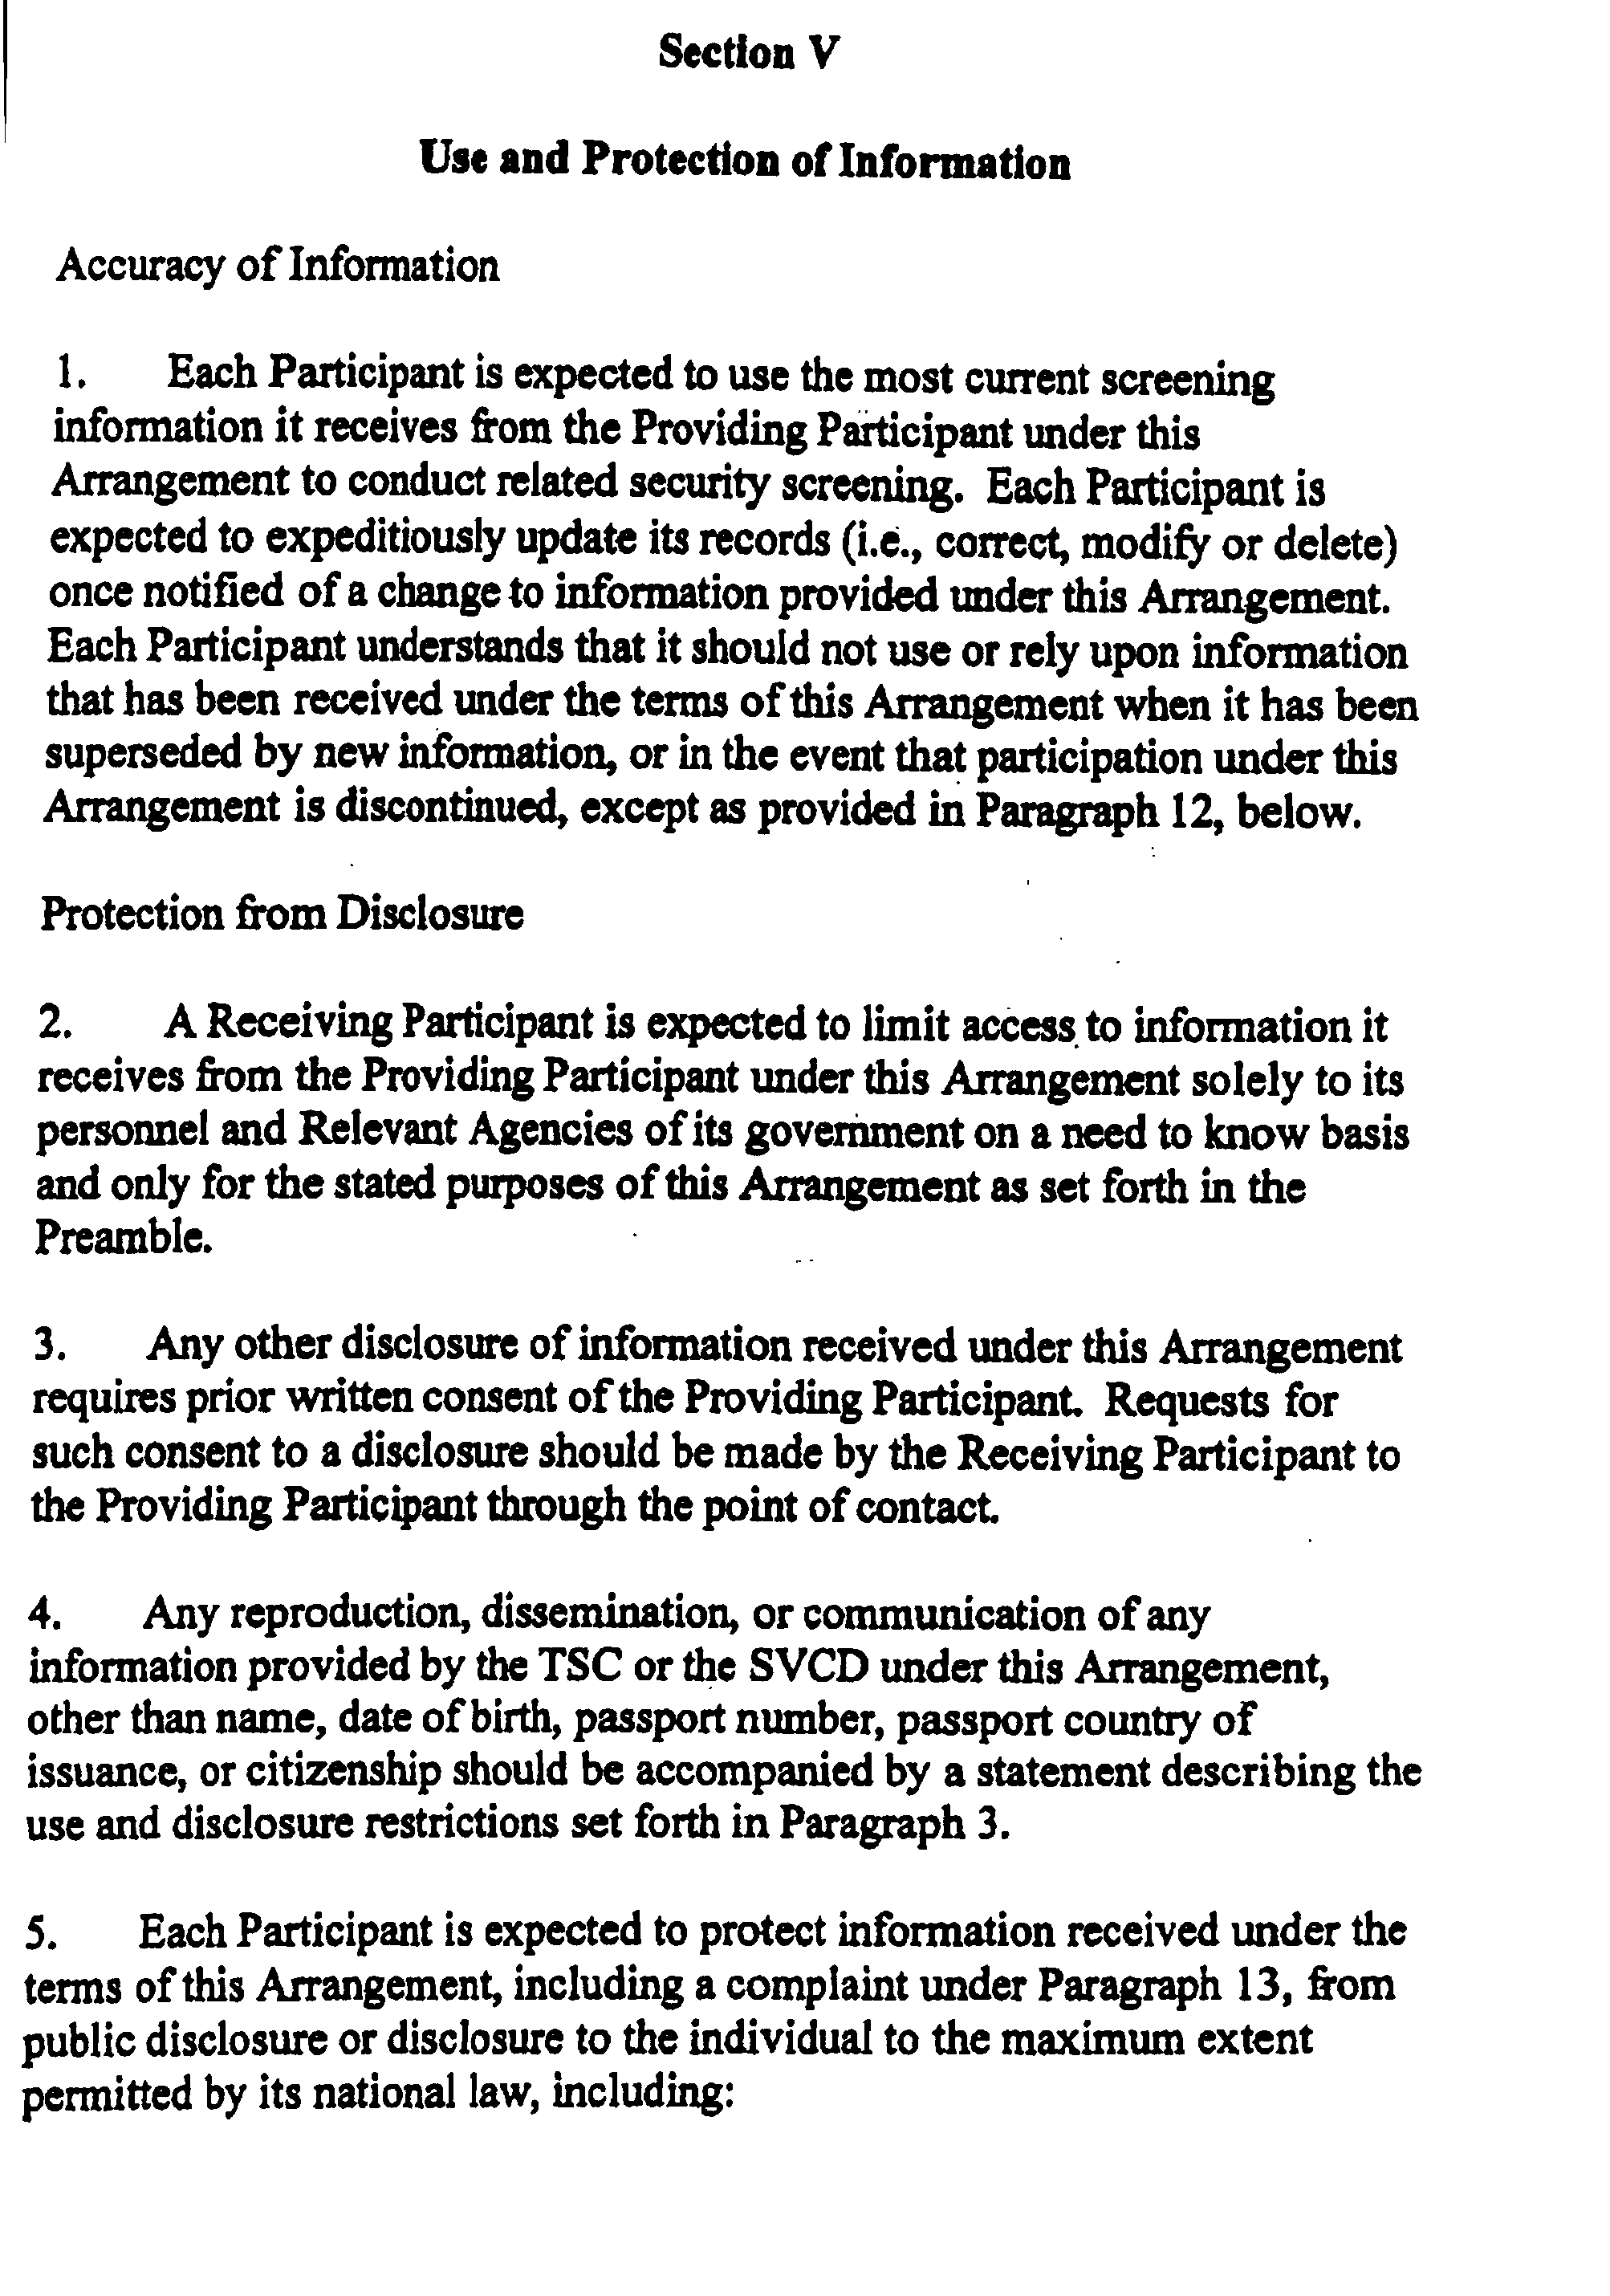 Section V
Use and Protection of Information
Accuracy of Information
1. Each Participant is expected to use the most current screening
information it receives from the Providing Participant under this
Arrangement to conduct related security screening. Each Participant is
expected to expeditiously update its records (i.e., correct, modify or delete)
once notified of a change to information provided under this Arrangement.
Each Participant understands that it should not use or rely upon information
that has been received under the terms of this Arrangement when it has been
superseded by new information, or in the event that participation under this
Arrangement is discontinued, except as provided in Paragraph 12, below.
Protection from Disclosure
2. A Receiving Participant is expected to limit access to information it
receives from the Providing Participant under this Arrangement solely to its
personnel and Relevant Agencies of its government on a need to know basis
and only for the stated purposes of this Arrangement as set forth in the
Preamble.
3. Any other disclosure of information received under this Arrangement
requires prior written consent of the Providing Participant. Requests for
such consent to a disclosure should be made by the Receiving Participant to
the Providing Participant through the point of contact.
4. Any reproduction, dissemination, or communication of any
information provided by the TSC or the SVCD under this Arrangement,
other than name, date of birth, passport number, passport country of
issuance, or citizenship should be accompanied by a statement describing the
use and disclosure restrictions set forth in Paragraph 3.
5. Each Participant is expected to protect information received under the
terms of this Arrangement, including a complaint under Paragraph 13, from
public disclosure or disclosure to the individual to the maximum extent
permitted by its national law, including: